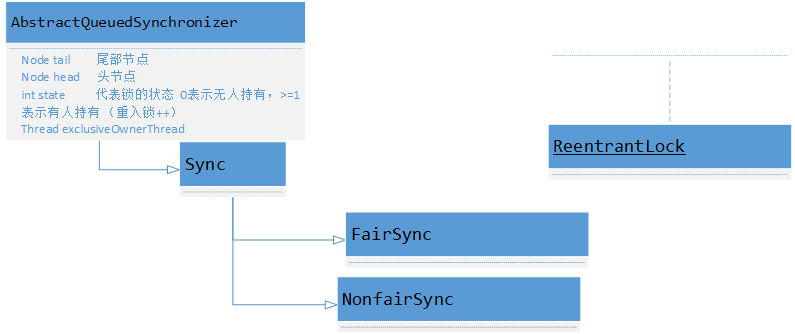 AbstractQueuedSynchronizer
Node tail 尾部节点
Node head 头节点
int state 代表锁的状态 0表示无人持有，>=1
表示有人持有（重入锁++）
Thread exclusiveOwnerThread
Sync
ReentrantLock
FairSync
NonfairSync